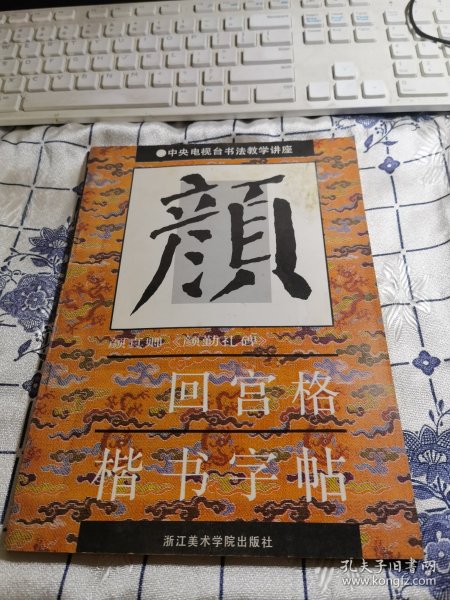 ●中央电视台书法教学讲座
顔
颜真卿《颜勤礼碑》
回宫格
楷书字帖
浙江美术学院出版社
孔夫子旧书网
www.kongfz.com